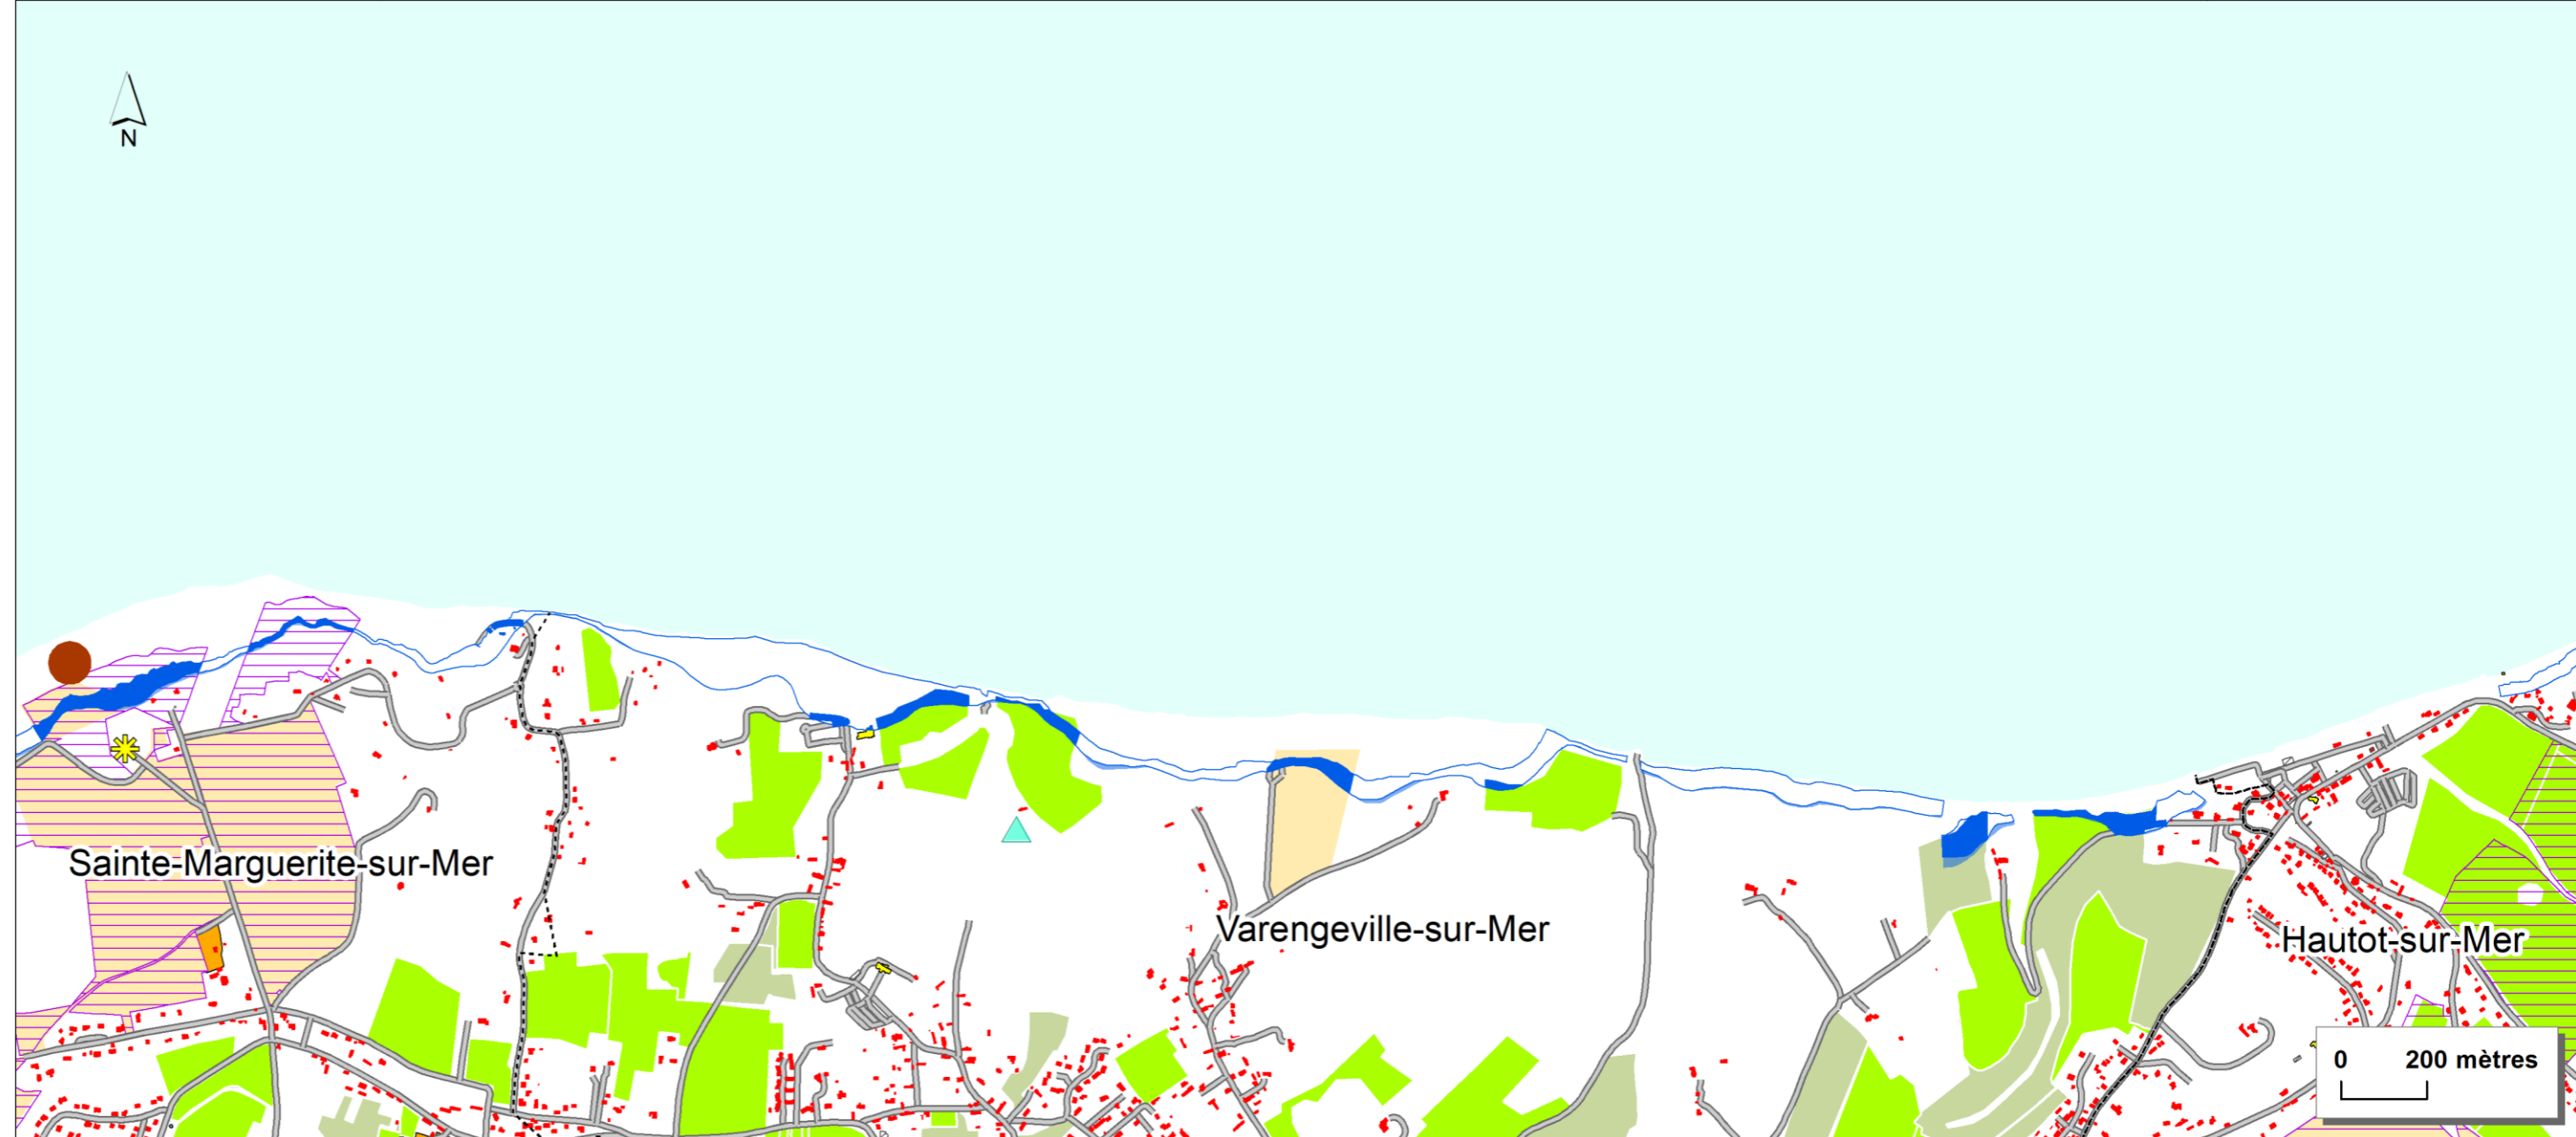 N
Sainte-Marguerite-sur-Mer
Varengeville-sur-Mer
Hautot-sur-Mer
0 200 mètres